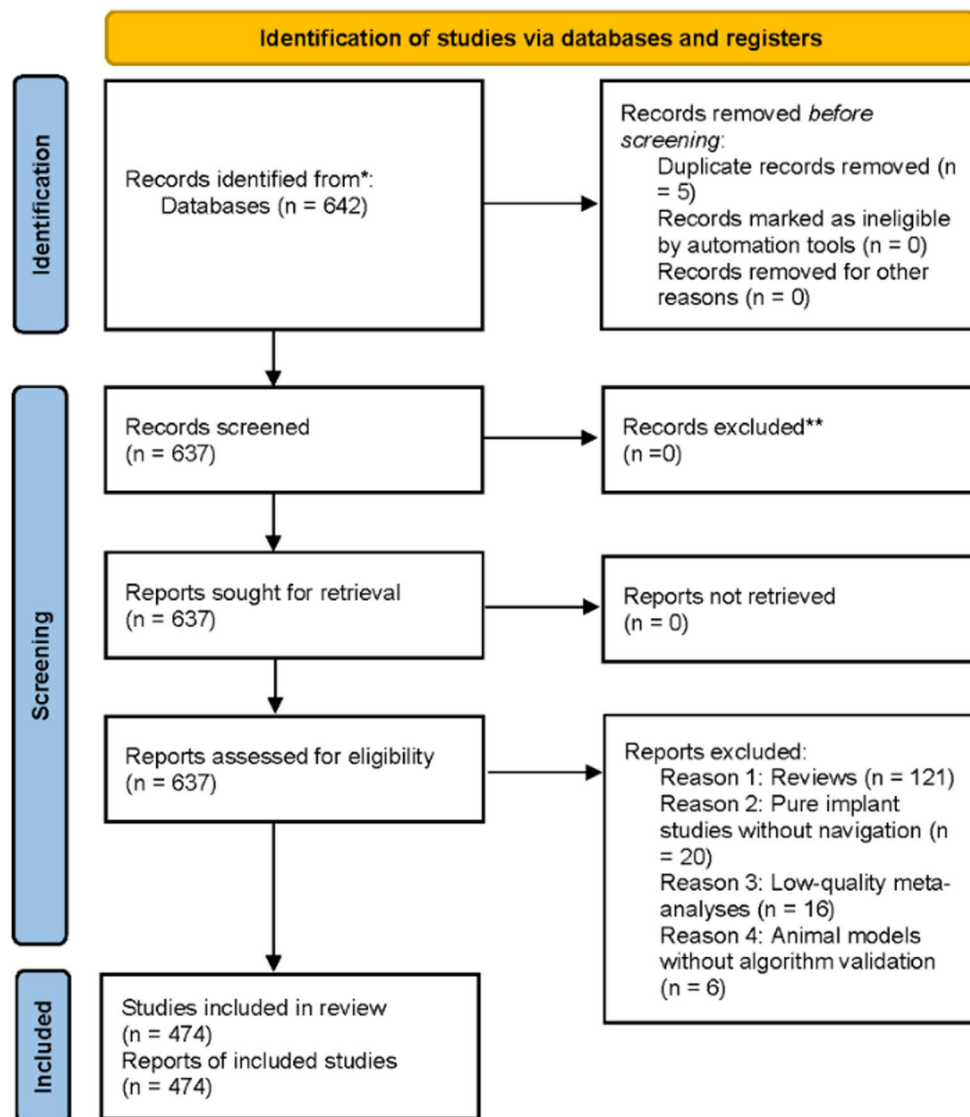 Identification of studies via databases and registers
Identification
Records identified from*:
Databases (n = 642)
Records removed before
screening:
Duplicate records removed (n
= 5)
Records marked as ineligible
by automation tools (n = 0)
Records removed for other
reasons (n = 0)
Screening
Records screened
(n = 637)
Records excluded**
(n =0)
Reports sought for retrieval
(n = 637)
Reports not retrieved
(n = 0)
Reports assessed for eligibility
(n = 637)
Reports excluded:
Reason 1: Reviews (n = 121)
Reason 2: Pure implant
studies without navigation (n
= 20)
Reason 3: Low-quality meta-
analyses (n = 16)
Reason 4: Animal models
without algorithm validation
(n = 6)
Included
Studies included in review
(n = 474)
Reports of included studies
(n = 474)